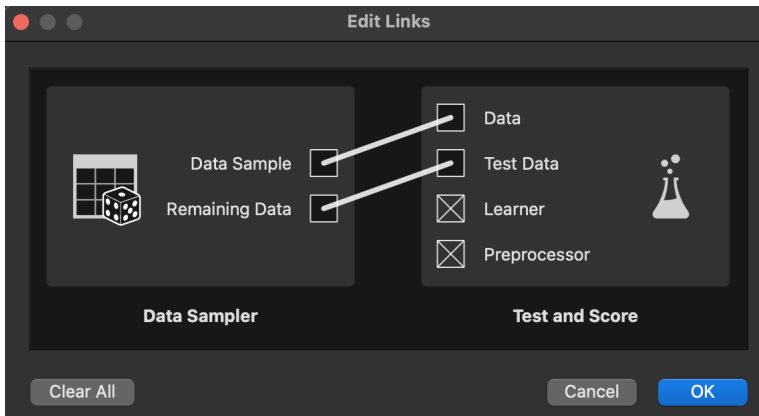 Edit Links
Data Sample
Remaining Data
Data
Test Data
Learner
Preprocessor
Data Sampler
Test and Score
Clear All
Cancel
OK